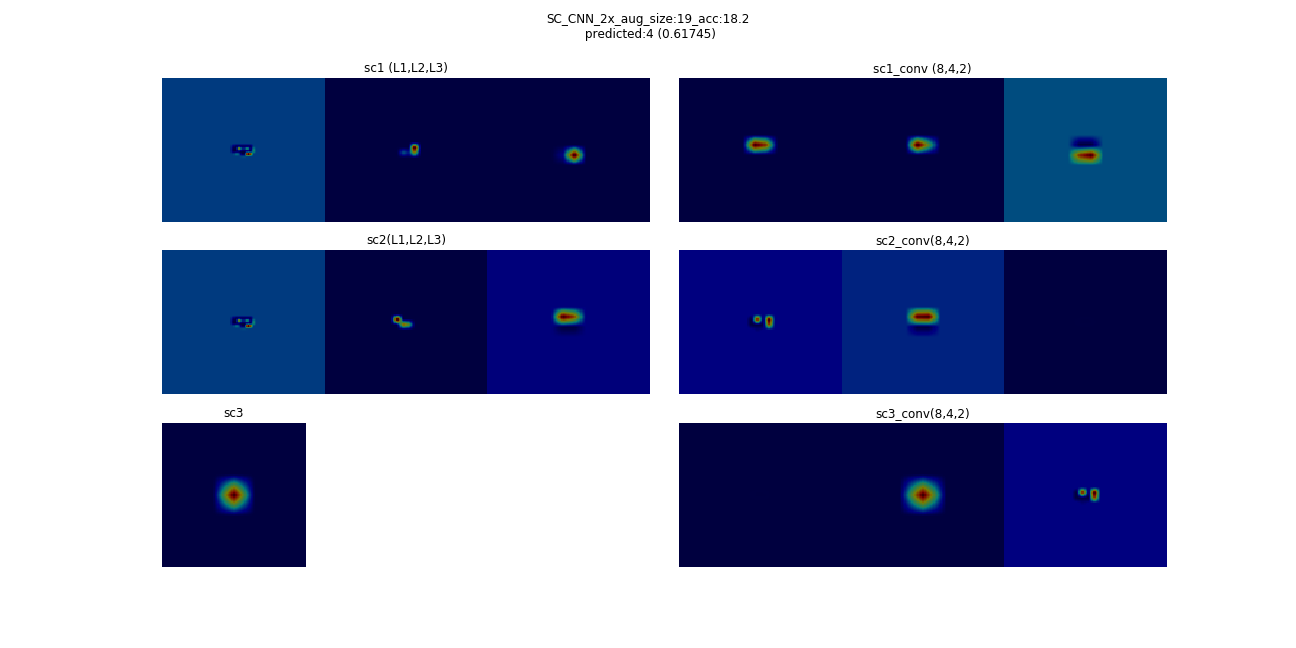 SC_CNN_2x_aug_size:19_acc:18.2
predicted:4 (0.61745)
sc1 (L1,L2,L3)
sc1_conv (8,4,2)
sc2(L1,L2,L3)
sc2_conv(8,4,2)
sc3
sc3_conv(8,4,2)